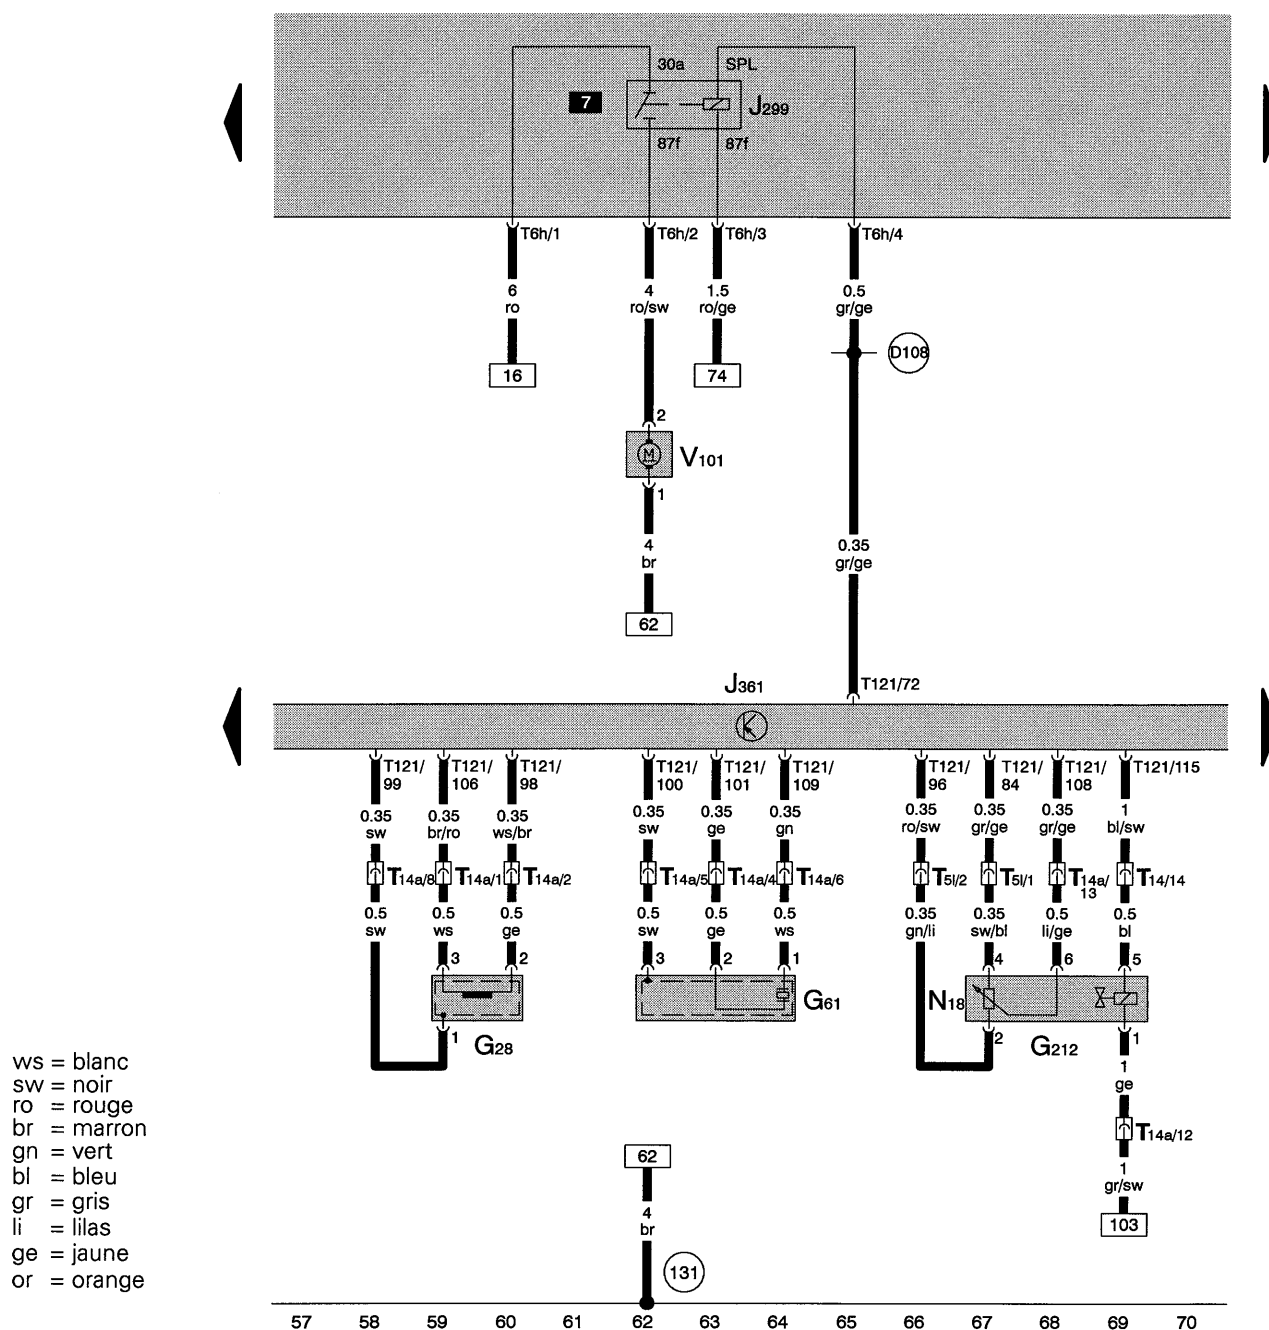 30a SPL
7 J299
87f 87f
T6h/1 T6h/2 T6h/3 T6h/4
6 4 1.5 0.5
ro ro/sw ro/ge gr/ge
D108
16 74
2
M V101
1
4 0.35
br gr/ge
62
J361 T121/72
T121/ T121/ T121/ T121/ T121/ T121/ T121/ T121/ T121/ T121/115
99 106 98 100 101 109 96 84 108
0.35 0.35 0.35 0.35 0.35 0.35 0.35 0.35 0.35 1
sw br/ro ws/br sw ge gn ro/sw gr/ge gr/ge bl/sw
T14a/8 T14a/1 T14a/2 T14a/5 T14a/4 T14a/6 T5l/2 T5l/1 T14a/ T14/14
13
0.5 0.5 0.5 0.5 0.5 0.5 0.35 0.35 0.5 0.5
sw ws ge sw ge ws gn/li sw/bl li/ge bl
3 2 3 2 1 4 6 5
G61 N18
1 G28 2 G212 1
1
ge
T14a/12
1
gr/sw
103
ws = blanc
sw = noir
ro = rouge
br = marron
gn = vert
bl = bleu
gr = gris
li = lilas
ge = jaune
or = orange
62
4
br
131
57 58 59 60 61 62 63 64 65 66 67 68 69 70